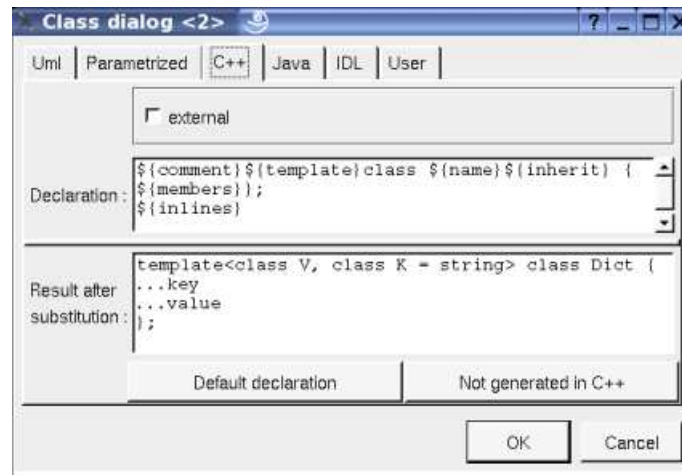 Class dialog <2>
? _ X
Uml Parametrized C++ Java IDL User
external
Declaration :
${comment}${template}class ${name}${inherit} {
${members}};
${inlines}
Result after
substitution :
template<class V, class K = string> class Dict {
...key
...value
};
Default declaration Not generated in C++
OK Cancel